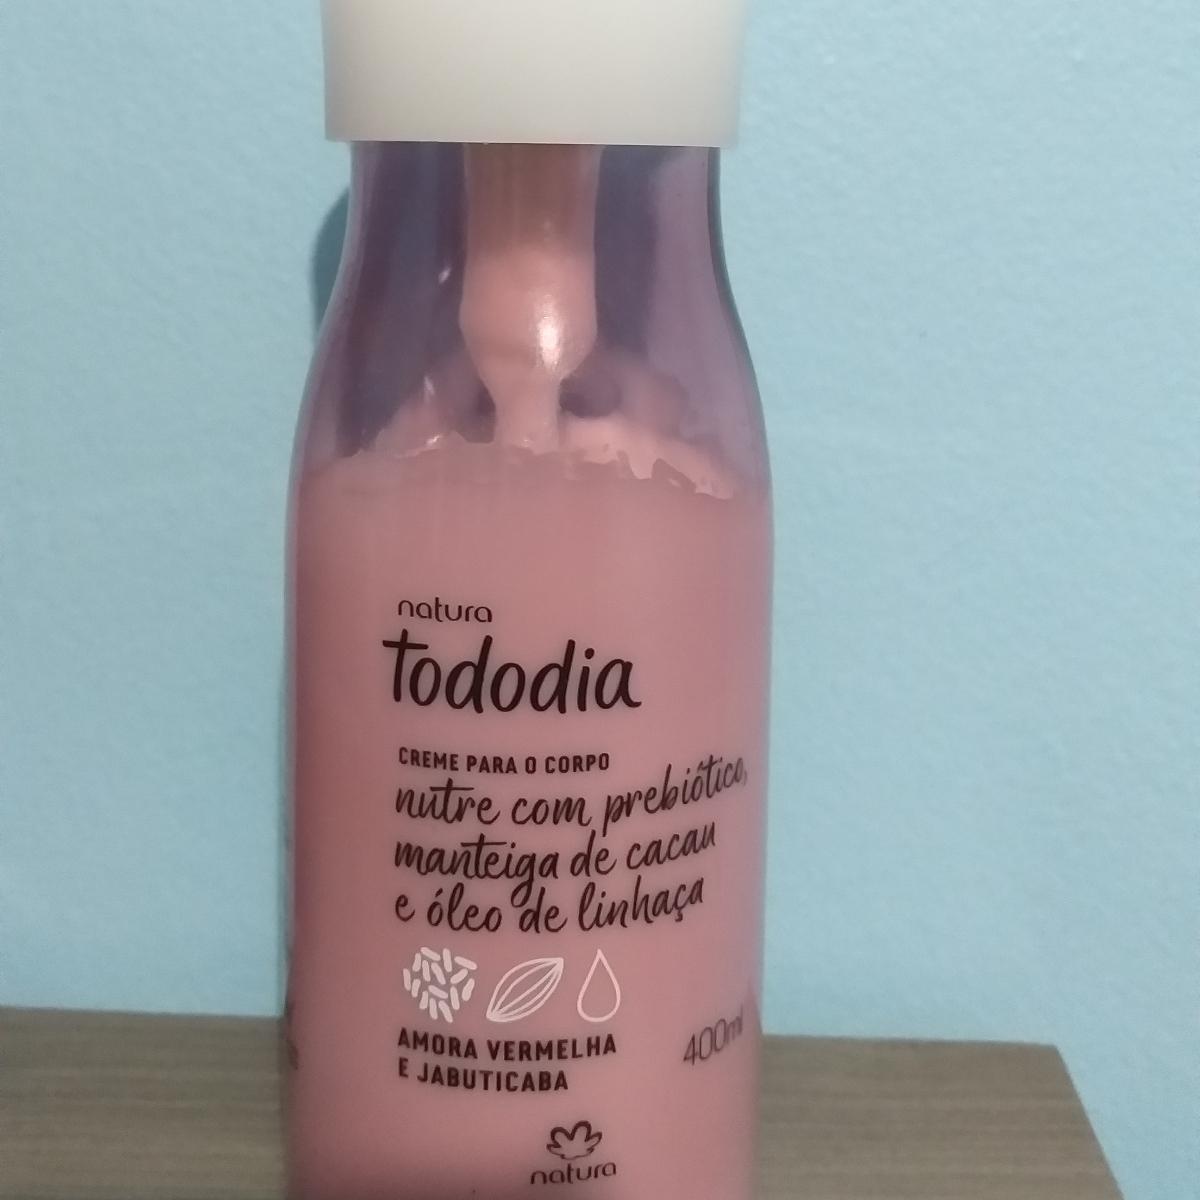 natura
tododia
CREME PARA O CORPO
nutre com prebiótico,
manteiga de cacau
e óleo de linhaça
AMORA VERMELHA
E JABUTICABA
400ml
natura